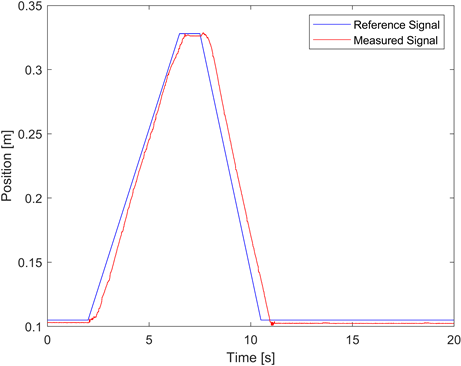 0.35
Reference Signal
Measured Signal
0.3
0.25
Position [m]
0.2
0.15
0.1
0
5
10
15
20
Time [s]